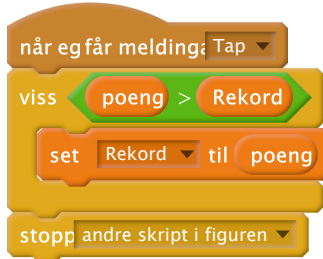 når eg får meldinga Tap
viss poeng > Rekord
set Rekord til poeng
stopp andre skript i figuren